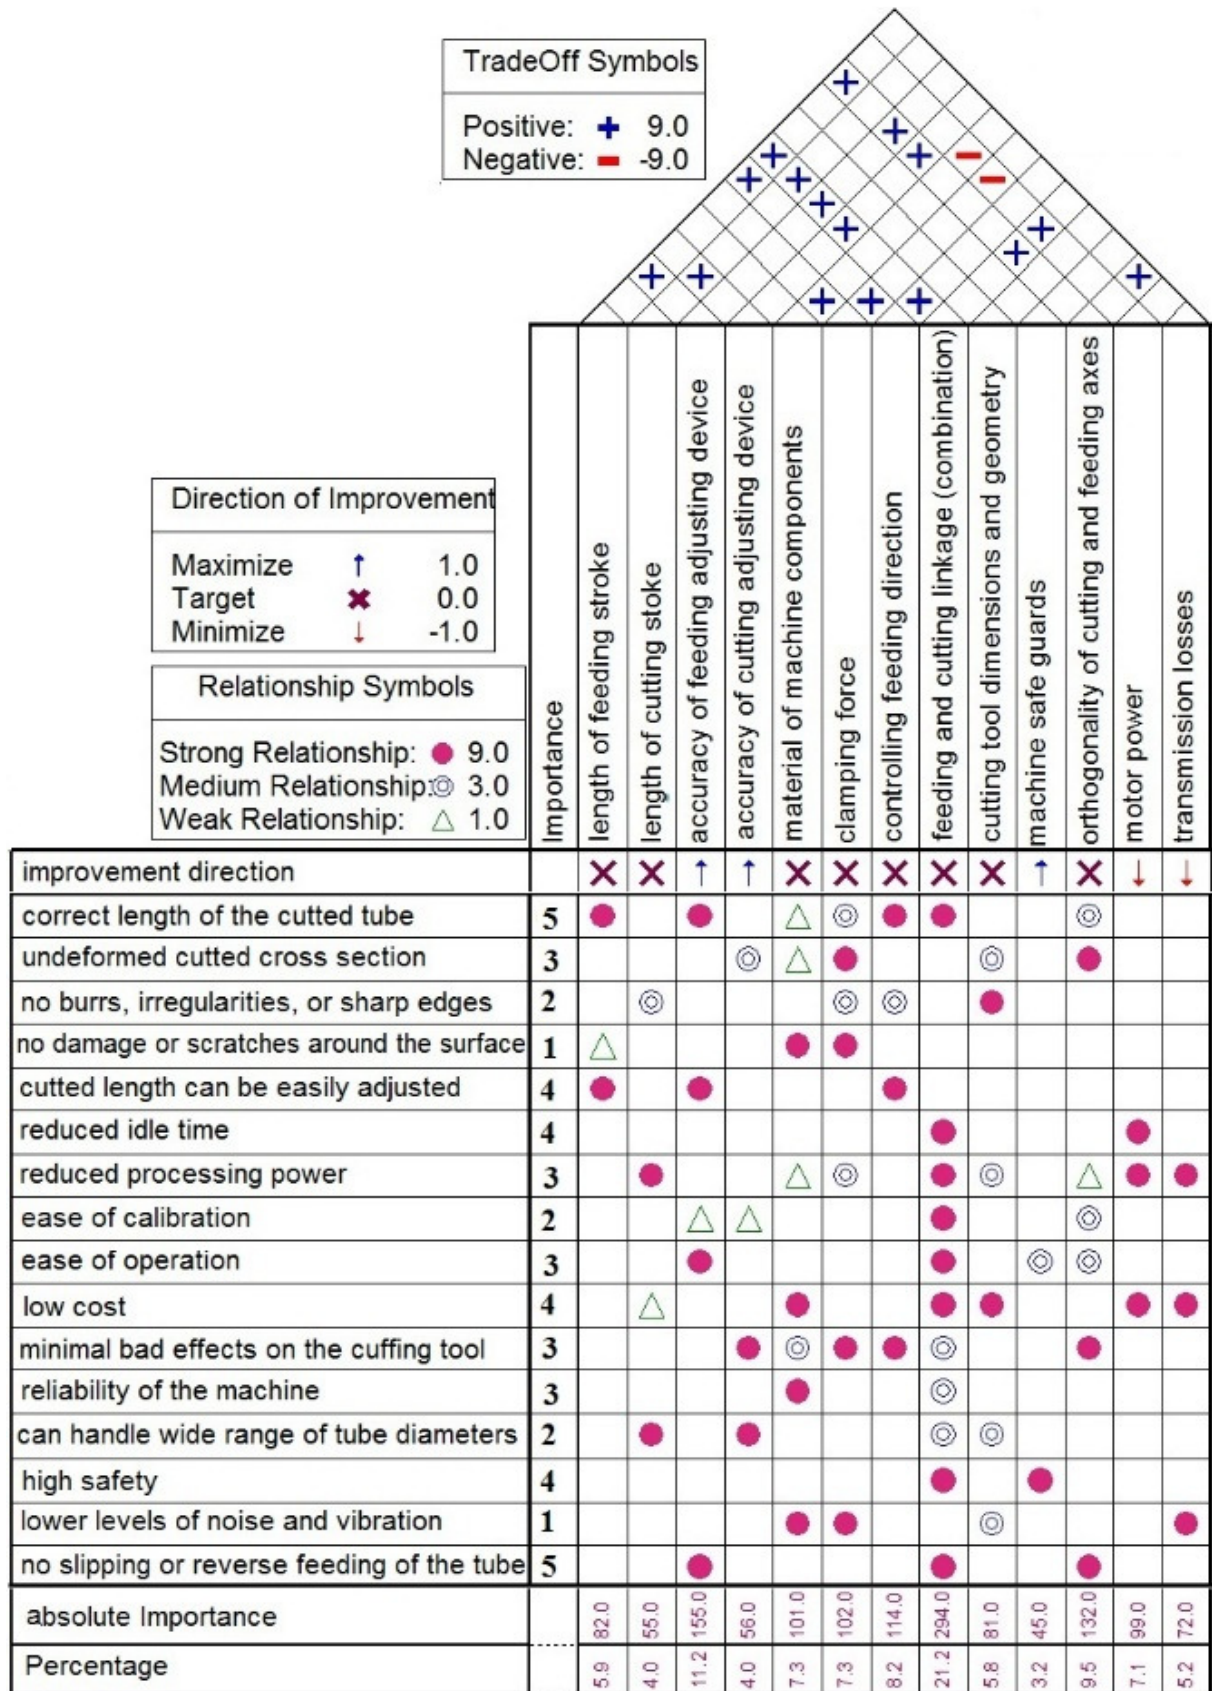 TradeOff Symbols
Positive: + 9.0
Negative: -9.0
Direction of Improvement
Maximize ↑ 1.0
Target ✕ 0.0
Minimize ↓ -1.0
Relationship Symbols
Strong Relationship: 9.0
Medium Relationship: 3.0
Weak Relationship: 1.0
Importance
length of feeding stroke
length of cutting stoke
accuracy of feeding adjusting device
accuracy of cutting adjusting device
material of machine components
clamping force
controlling feeding direction
feeding and cutting linkage (combination)
cutting tool dimensions and geometry
machine safe guards
orthogonality of cutting and feeding axes
motor power
transmission losses
improvement direction
correct length of the cutted tube 5
undeformed cutted cross section 3
no burrs, irregularities, or sharp edges 2
no damage or scratches around the surface 1
cutted length can be easily adjusted 4
reduced idle time 4
reduced processing power 3
ease of calibration 2
ease of operation 3
low cost 4
minimal bad effects on the cuffing tool 3
reliability of the machine 3
can handle wide range of tube diameters 2
high safety 4
lower levels of noise and vibration 1
no slipping or reverse feeding of the tube 5
absolute Importance 82.0 55.0 155.0 56.0 101.0 102.0 114.0 294.0 81.0 45.0 132.0 99.0 72.0
Percentage 5.9 4.0 11.2 4.0 7.3 7.3 8.2 21.2 5.8 3.2 9.5 7.1 5.2